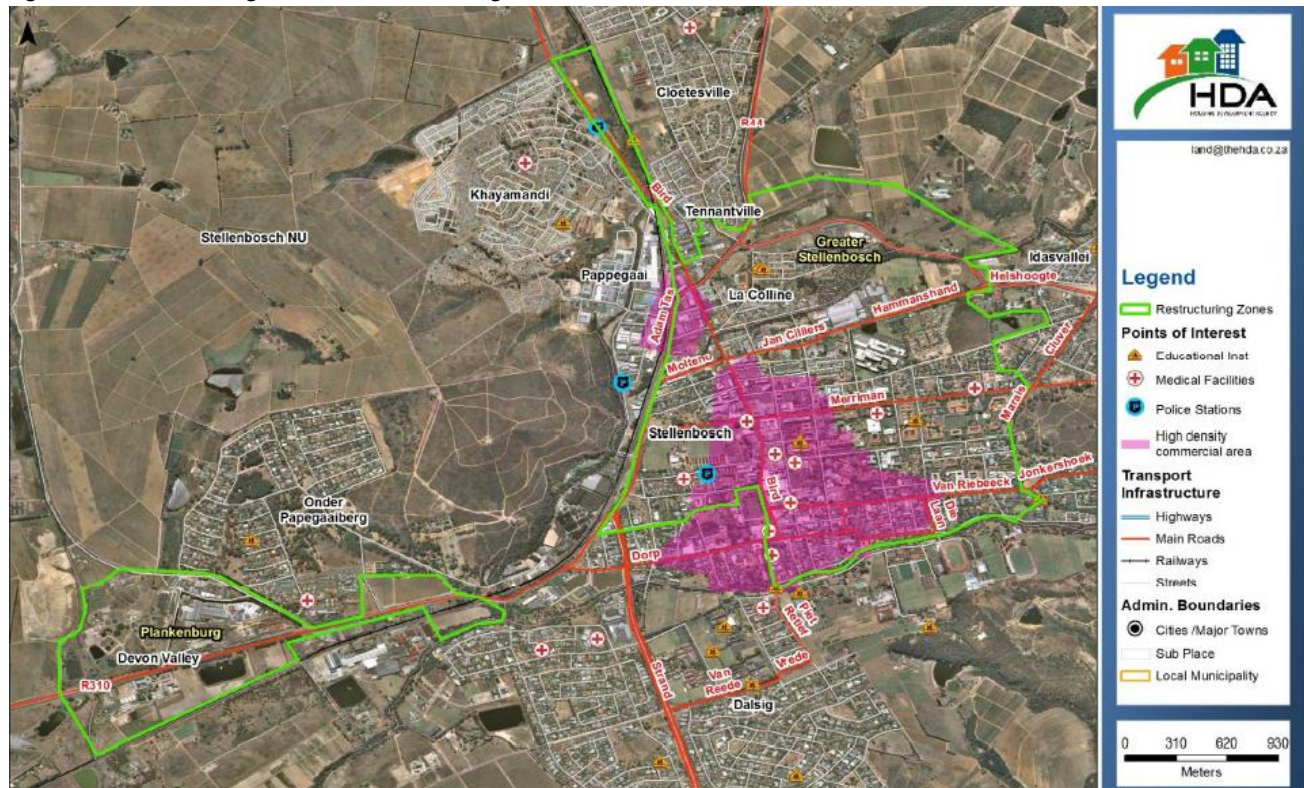 Cloetesville
R44
Khayamandi
Bird
Tennantville
Stellenbosch NU
Greater
Stellenbosch
Idasvallei
Pappegaai
La Colline
Helshoogte
Hammanshand
Adam Tas
Jan Cilliers
Molteno
Cluver
Merriman
Marais
Stellenbosch
Bird
Van Riebeeck
Jonkershoek
Die
Laan
Onder
Papegaaiberg
Dorp
Plankenburg
Devon Valley
R310
Piet
Retief
Strand
Van
Reede
Vrede
Dalsig
HDA
HOUSING DEVELOPMENT AGENCY
land@thehda.co.za
Legend
Restructuring Zones
Points of Interest
Educational Inst
Medical Facilities
Police Stations
High density
commercial area
Transport
Infrastructure
Highways
Main Roads
Railways
Streets
Admin. Boundaries
Cities /Major Towns
Sub Place
Local Municipality
0 310 620 930
Meters